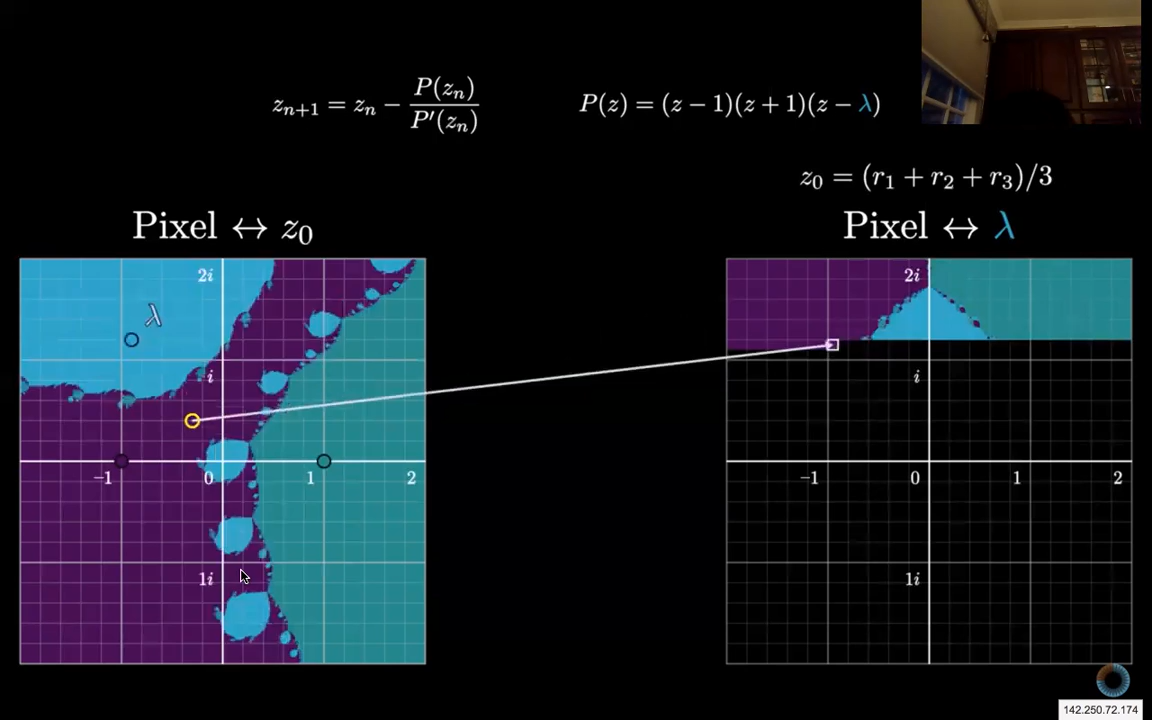 z_{n+1} = z_n − P(z_n)/P′(z_n)
P(z) = (z − 1)(z + 1)(z − λ)
z_0 = (r_1 + r_2 + r_3)/3
Pixel ↔ z_0
Pixel ↔ λ
2i
λ
i
−1
0
1
2
1i
2i
i
−1
0
1
2
1i
142.250.72.174